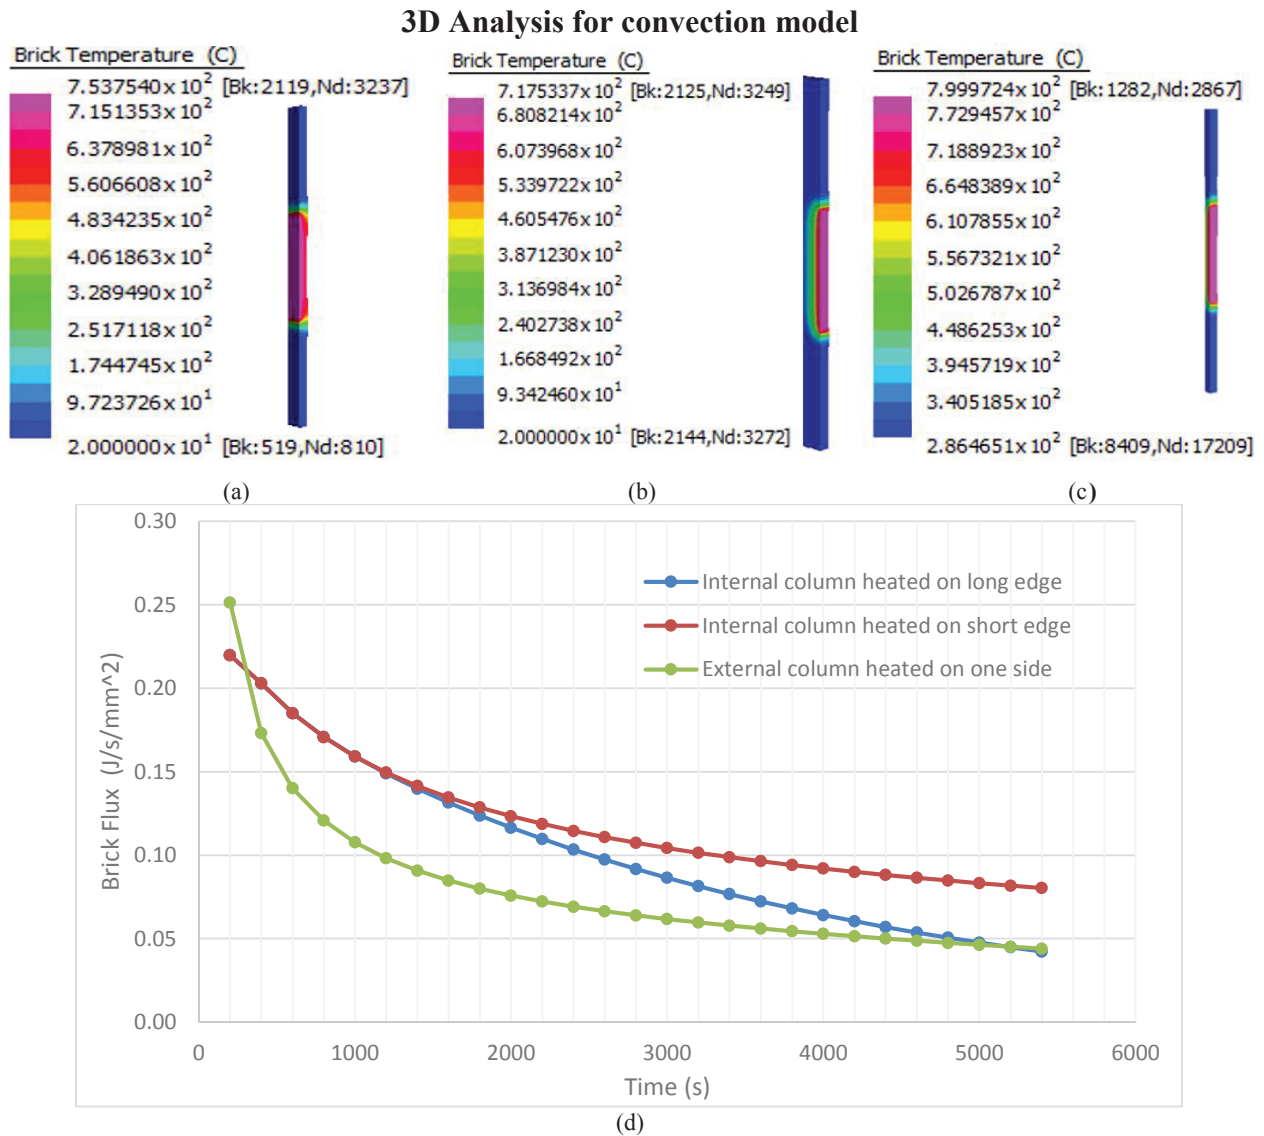 3D Analysis for convection model
Brick Temperature (C)
7.537540x 10² [Bk:2119,Nd:3237]
7.151353x 10²
6.378981x 10²
5.606608x 10²
4.834235x 10²
4.061863x 10²
3.289490x 10²
2.517118x 10²
1.744745x 10²
9.723726x 10¹
2.000000x 10¹ [Bk:519,Nd:810]
(a)
Brick Temperature (C)
7.175337x 10² [Bk:2125,Nd:3249]
6.808214x 10²
6.073968x 10²
5.339722x 10²
4.605476x 10²
3.871230x 10²
3.136984x 10²
2.402738x 10²
1.668492x 10²
9.342460x 10¹
2.000000x 10¹ [Bk:2144,Nd:3272]
(b)
Brick Temperature (C)
7.999724x 10² [Bk:1282,Nd:2867]
7.729457x 10²
7.188923x 10²
6.648389x 10²
6.107855x 10²
5.567321x 10²
5.026787x 10²
4.486253x 10²
3.945719x 10²
3.405185x 10²
2.864651x 10² [Bk:8409,Nd:17209]
(c)
0.30
0.25
0.20
0.15
0.10
0.05
0.00
Brick Flux (J/s/mm^2)
Internal column heated on long edge
Internal column heated on short edge
External column heated on one side
0 1000 2000 3000 4000 5000 6000
Time (s)
(d)